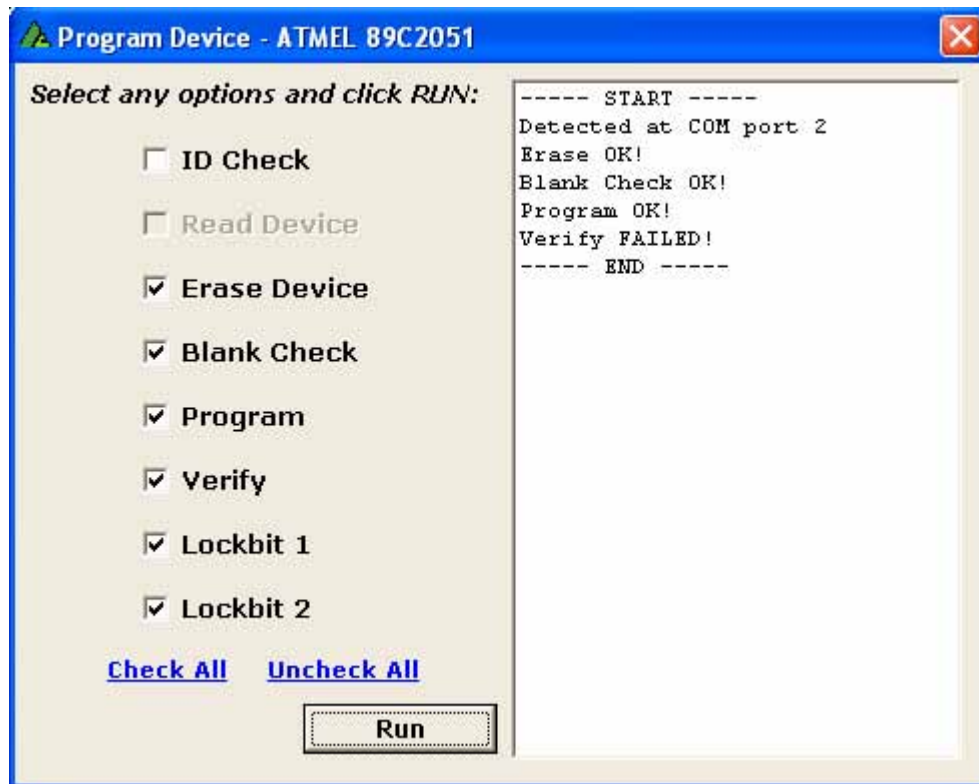 Program Device - ATMEL 89C2051
Select any options and click RUN:
ID Check
Read Device
Erase Device
Blank Check
Program
Verify
Lockbit 1
Lockbit 2
Check All Uncheck All
Run
----- START -----
Detected at COM port 2
Erase OK!
Blank Check OK!
Program OK!
Verify FAILED!
----- END -----